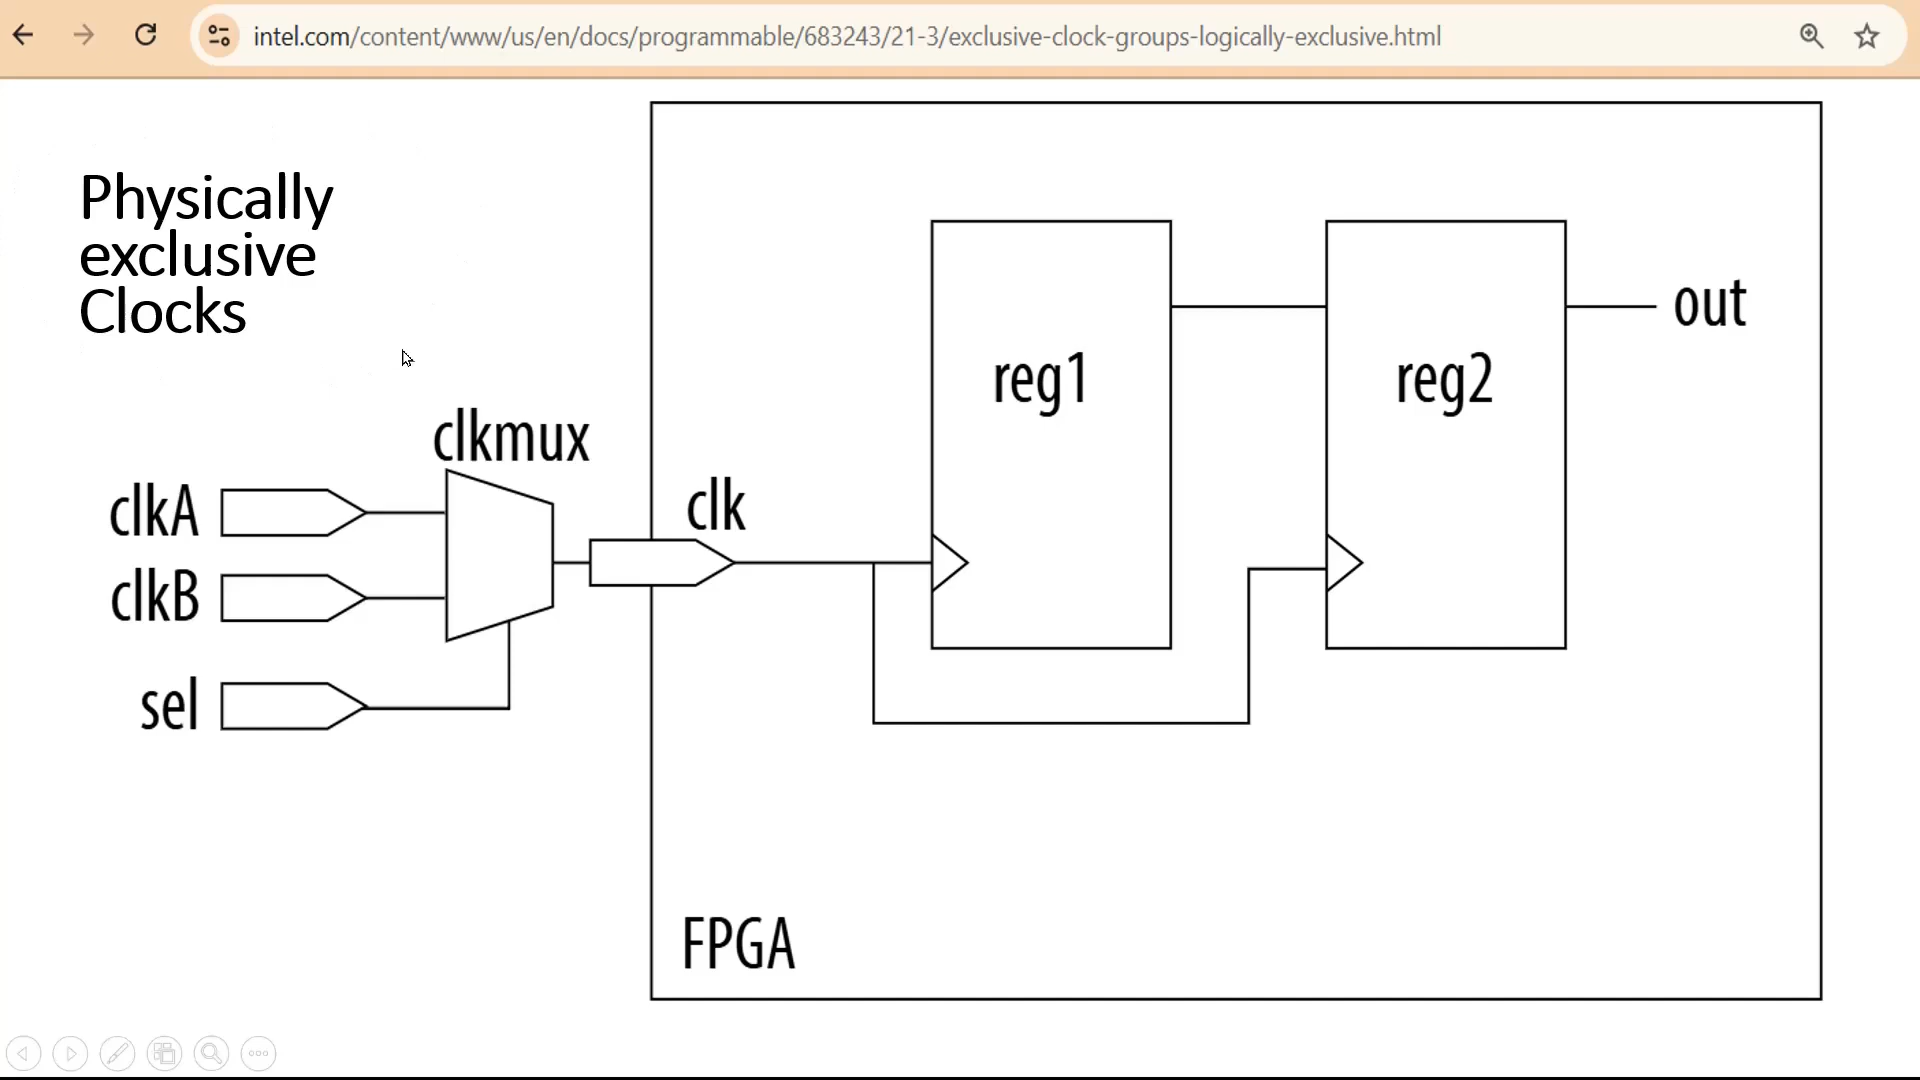 intel.com/content/www/us/en/docs/programmable/683243/21-3/exclusive-clock-groups-logically-exclusive.html
Physically
exclusive
Clocks
clkmux
clkA
clkB
sel
clk
reg1
reg2
out
FPGA